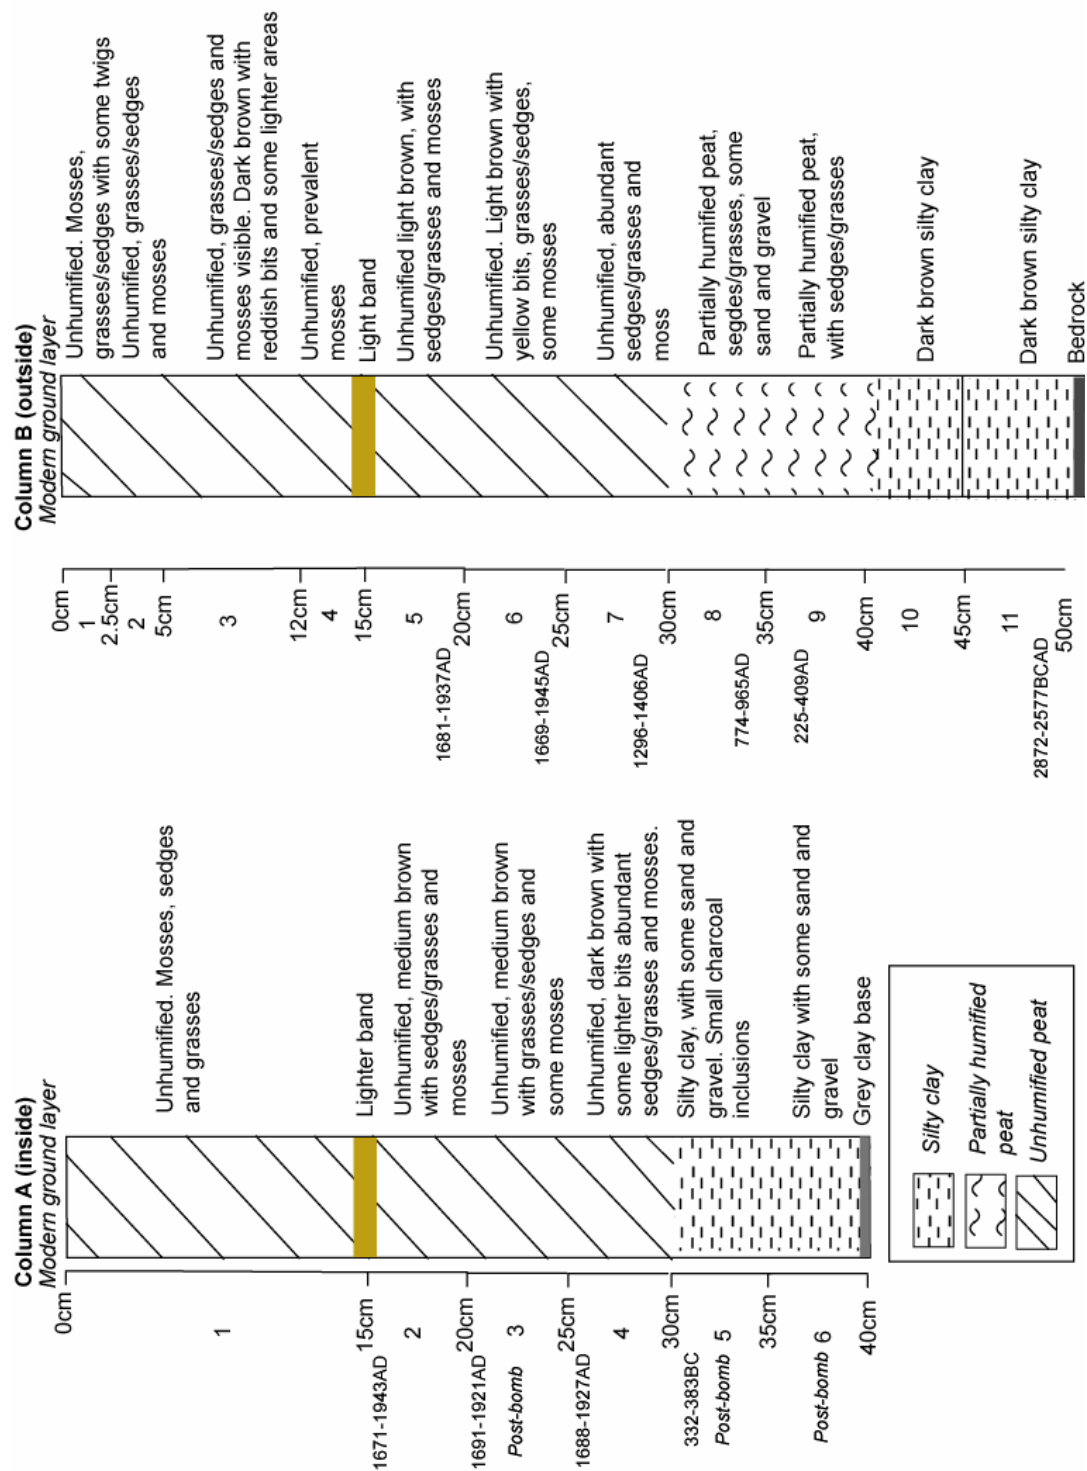 Column A (inside)
Modern ground layer
0cm
1
15cm
1671-1943AD
2
20cm
1691-1921AD
3
Post-bomb
25cm
1688-1927AD
4
30cm
332-383BC
5
Post-bomb
35cm
Post-bomb 6
40cm
Unhumified. Mosses, sedges
and grasses
Lighter band
Unhumified, medium brown
with sedges/grasses and
mosses
Unhumified, medium brown
with grasses/sedges and
some mosses
Unhumified, dark brown with
some lighter bits abundant
sedges/grasses and mosses.
Silty clay, with some sand and
gravel. Small charcoal
inclusions
Silty clay with some sand and
gravel
Grey clay base
Silty clay
Partially humified
peat
Unhumified peat
Column B (outside)
Modern ground layer
0cm
1
2.5cm
2
5cm
3
12cm
4
15cm
5
1681-1937AD
20cm
6
1669-1945AD
25cm
7
1296-1406AD
30cm
8
774-965AD
35cm
225-409AD
9
40cm
10
45cm
11
2872-2577BCAD
50cm
Unhumified. Mosses,
grasses/sedges with some twigs
Unhumified, grasses/sedges
and mosses
Unhumified, grasses/sedges and
mosses visible. Dark brown with
reddish bits and some lighter areas
Unhumified, prevalent
mosses
Light band
Unhumified light brown, with
sedges/grasses and mosses
Unhumified. Light brown with
yellow bits, grasses/sedges,
some mosses
Unhumified, abundant
sedges/grasses and
moss
Partially humified peat,
segdes/grasses, some
sand and gravel
Partially humified peat,
with sedges/grasses
Dark brown silty clay
Dark brown silty clay
Bedrock